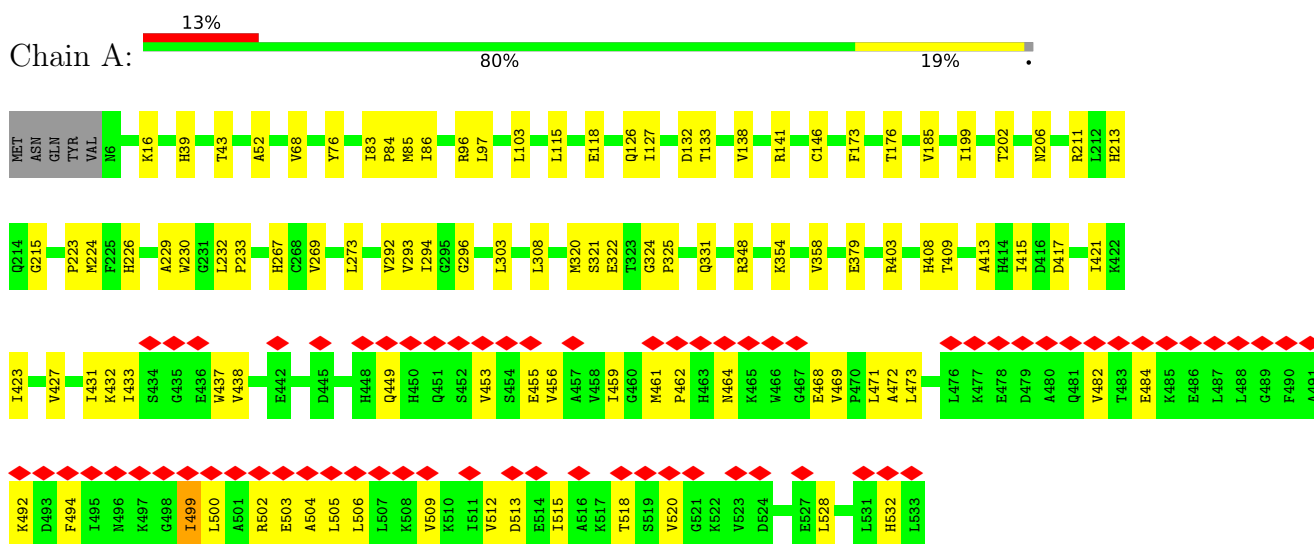 13%
Chain A:
80% 19% •
MET ASN GLN TYR VAL N6 K16 H39 T43 A52 V68 Y76 I83 P84 M85 I86 R96 L97 L103 L115 E118 Q126 I127 D132 T133 V138 R141 C146 F173 T176 V185 I199 T202 N206 R211 L212 H213
Q214 G215 P223 M224 F225 H226 A229 W230 G231 L232 P233 H267 C268 V269 L273 V292 V293 I294 G295 G296 L303 L308 M320 S321 E322 T323 G324 P325 Q331 R348 K354 V358 E379 R403 H408 T409 A413 H414 I415 D416 D417 I421 K422
I423 V427 I431 K432 I433 S434 G435 E436 W437 V438 E442 D445 H448 Q449 H450 Q451 S452 V453 S454 E455 V456 A457 V458 I459 G460 M461 P462 H463 N464 K465 W466 G467 E468 V469 P470 L471 A472 L473 L476 K477 E478 D479 A480 Q481 V482 T483 E484 K485 E486 L487 L488 G489 F490 A491
K492 D493 F494 I495 N496 K497 G498 I499 L500 A501 R502 E503 A504 L505 L506 L507 K508 V509 K510 I511 V512 D513 E514 I515 A516 K517 T518 S519 V520 G521 K522 V523 D524 E527 L528 L531 H532 L533